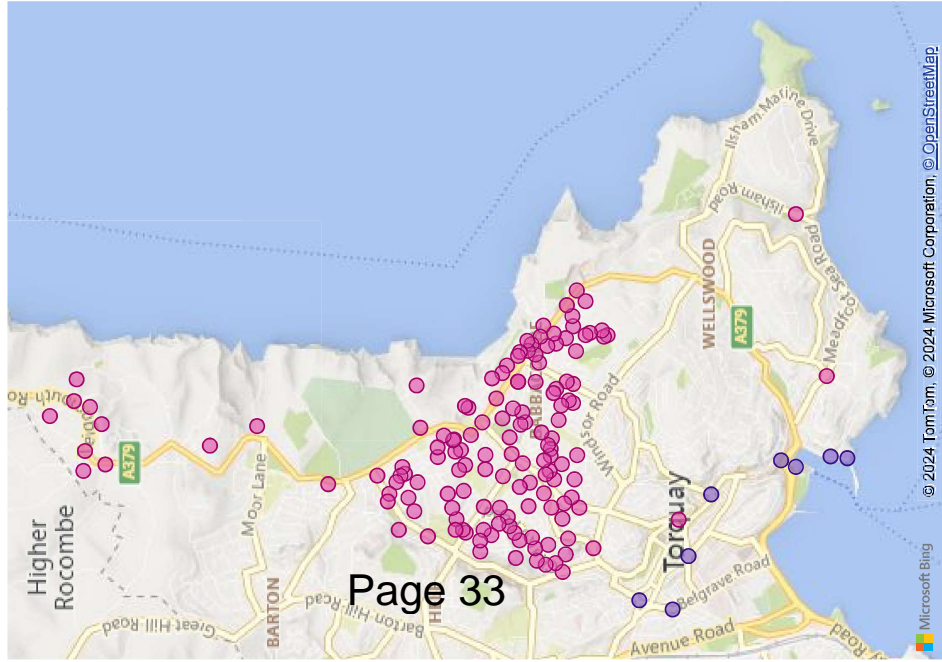 Ilsham Marine Drive
Ilsham Road
WELLSWOOD
A379
Meadfoot Sea Road
Windsor Road
A379
Moor Lane
Higher
Rocombe
Torquay
Page 33
BARTON
Barton Hill Road
Great Hill Road
Belgrave Road
Avenue Road
Road
© 2024 TomTom, © 2024 Microsoft Corporation, © OpenStreetMap
Microsoft Bing